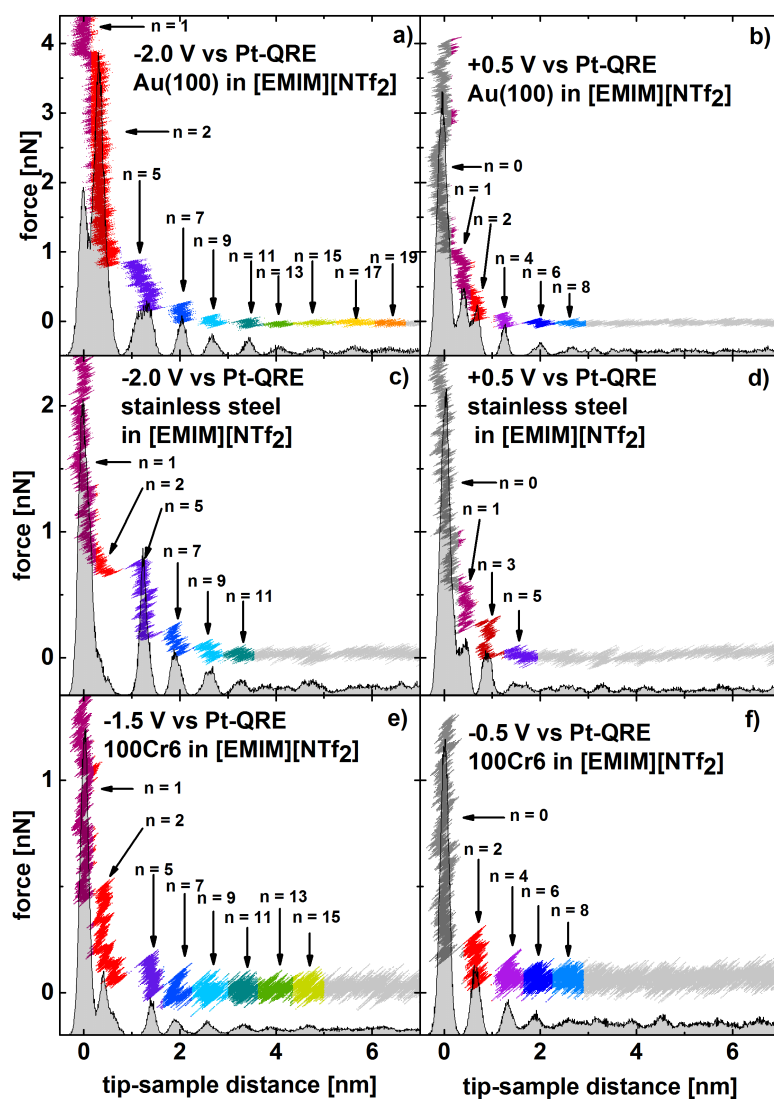 a)
-2.0 V vs Pt-QRE
Au(100) in [EMIM][NTf2]
n = 1
n = 2
n = 5
n = 7
n = 9
n = 11
n = 13
n = 15
n = 17
n = 19
force [nN]
4
3
2
1
0
b)
+0.5 V vs Pt-QRE
Au(100) in [EMIM][NTf2]
n = 0
n = 1
n = 2
n = 4
n = 6
n = 8
c)
-2.0 V vs Pt-QRE
stainless steel
in [EMIM][NTf2]
n = 1
n = 2
n = 5
n = 7
n = 9
n = 11
force [nN]
2
1
0
d)
+0.5 V vs Pt-QRE
stainless steel
in [EMIM][NTf2]
n = 0
n = 1
n = 3
n = 5
e)
-1.5 V vs Pt-QRE
100Cr6 in [EMIM][NTf2]
n = 1
n = 2
n = 5
n = 7
n = 9
n = 11
n = 13
n = 15
force [nN]
1
0
0 2 4 6
tip-sample distance [nm]
f)
-0.5 V vs Pt-QRE
100Cr6 in [EMIM][NTf2]
n = 0
n = 2
n = 4
n = 6
n = 8
0 2 4 6
tip-sample distance [nm]